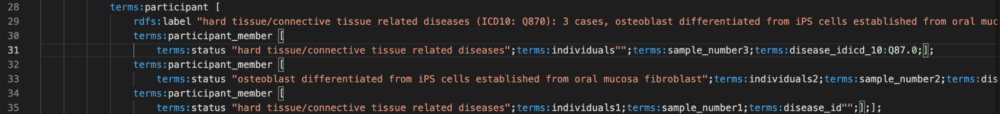 28 terms:participant [
29 rdfs:label "hard tissue/connective tissue related diseases (ICD10: Q870): 3 cases, osteoblast differentiated from iPS cells established from oral muc
30 terms:participant_member [
31 terms:status "hard tissue/connective tissue related diseases";terms:individuals"";terms:sample_number3;terms:disease_idicd_10:Q87.0;];
32 terms:participant_member [
33 terms:status "osteoblast differentiated from iPS cells established from oral mucosa fibroblast";terms:individuals2;terms:sample_number2;terms:dis
34 terms:participant_member [
35 terms:status "hard tissue/connective tissue related diseases";terms:individuals1;terms:sample_number1;terms:disease_id"";];];